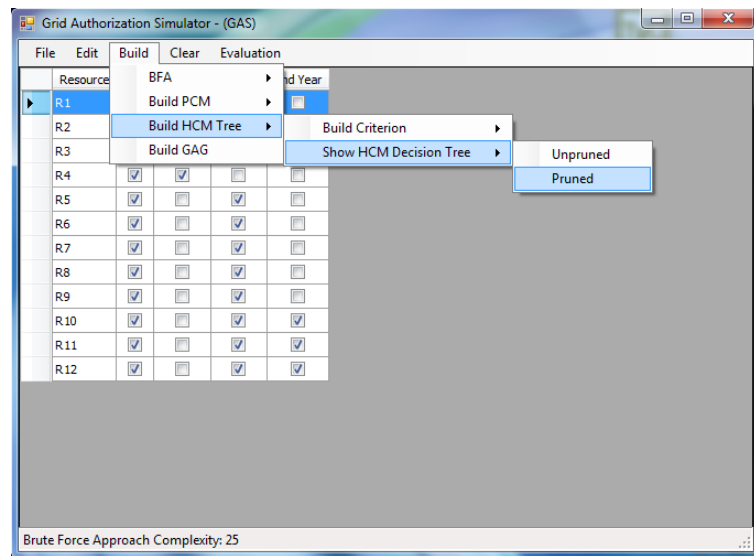 Grid Authorization Simulator - (GAS)
File Edit Build Clear Evaluation
Resource
BFA
Build PCM
Build HCM Tree
Build GAG
Build Criterion
Show HCM Decision Tree
Unpruned
Pruned
nd Year
R1
R2
R3
R4
R5
R6
R7
R8
R9
R10
R11
R12
Brute Force Approach Complexity: 25